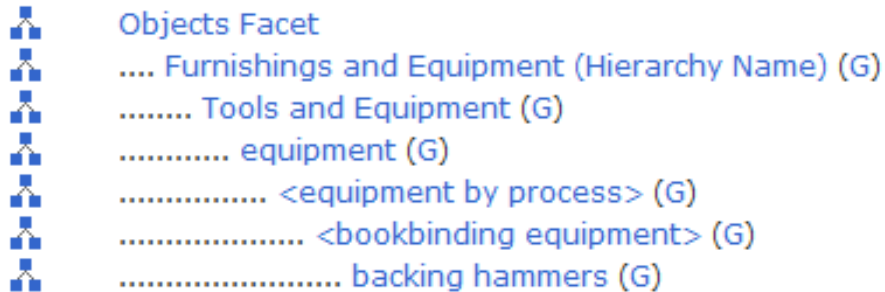 Objects Facet
.... Furnishings and Equipment (Hierarchy Name) (G)
........ Tools and Equipment (G)
............ equipment (G)
................ <equipment by process> (G)
.................... <bookbinding equipment> (G)
........................ backing hammers (G)